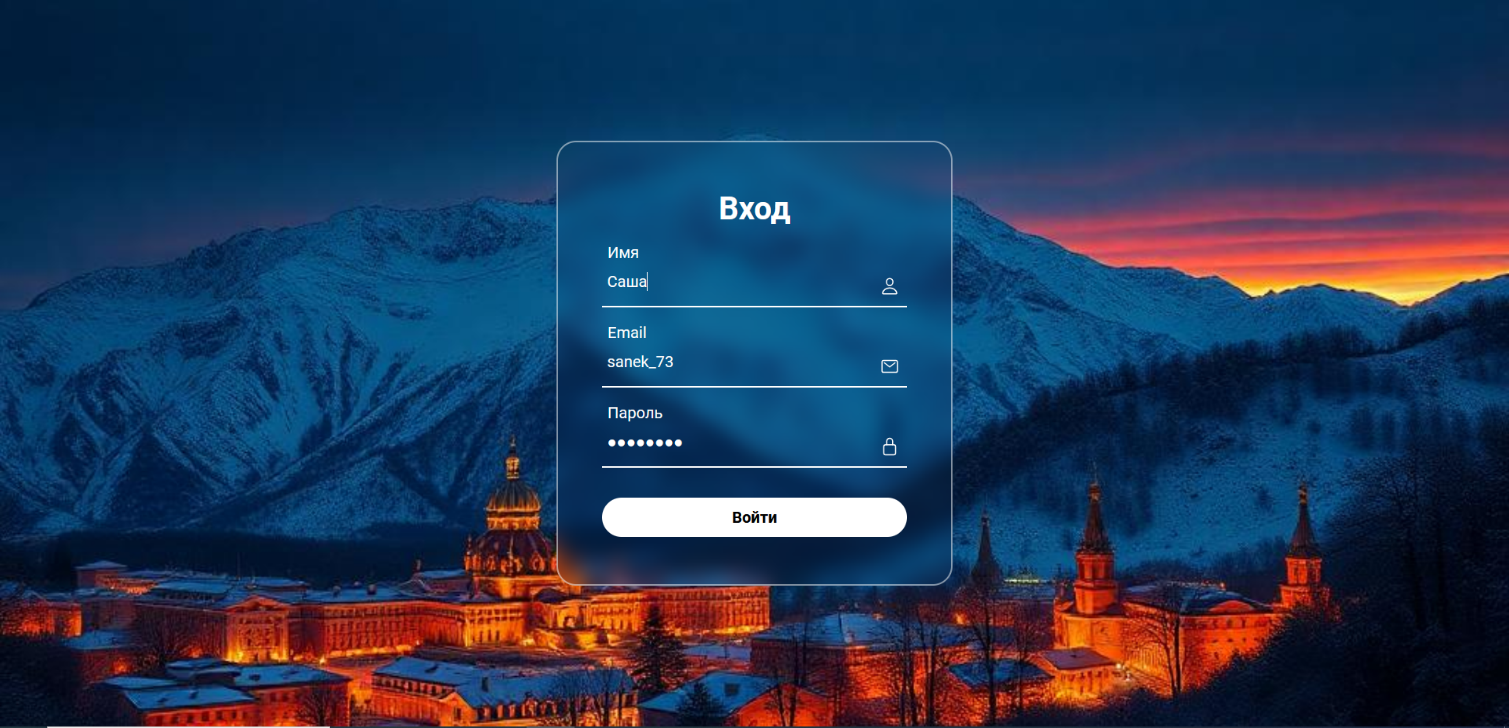 Вход
Имя
Саша
Email
sanek_73
Пароль
••••••••
Войти